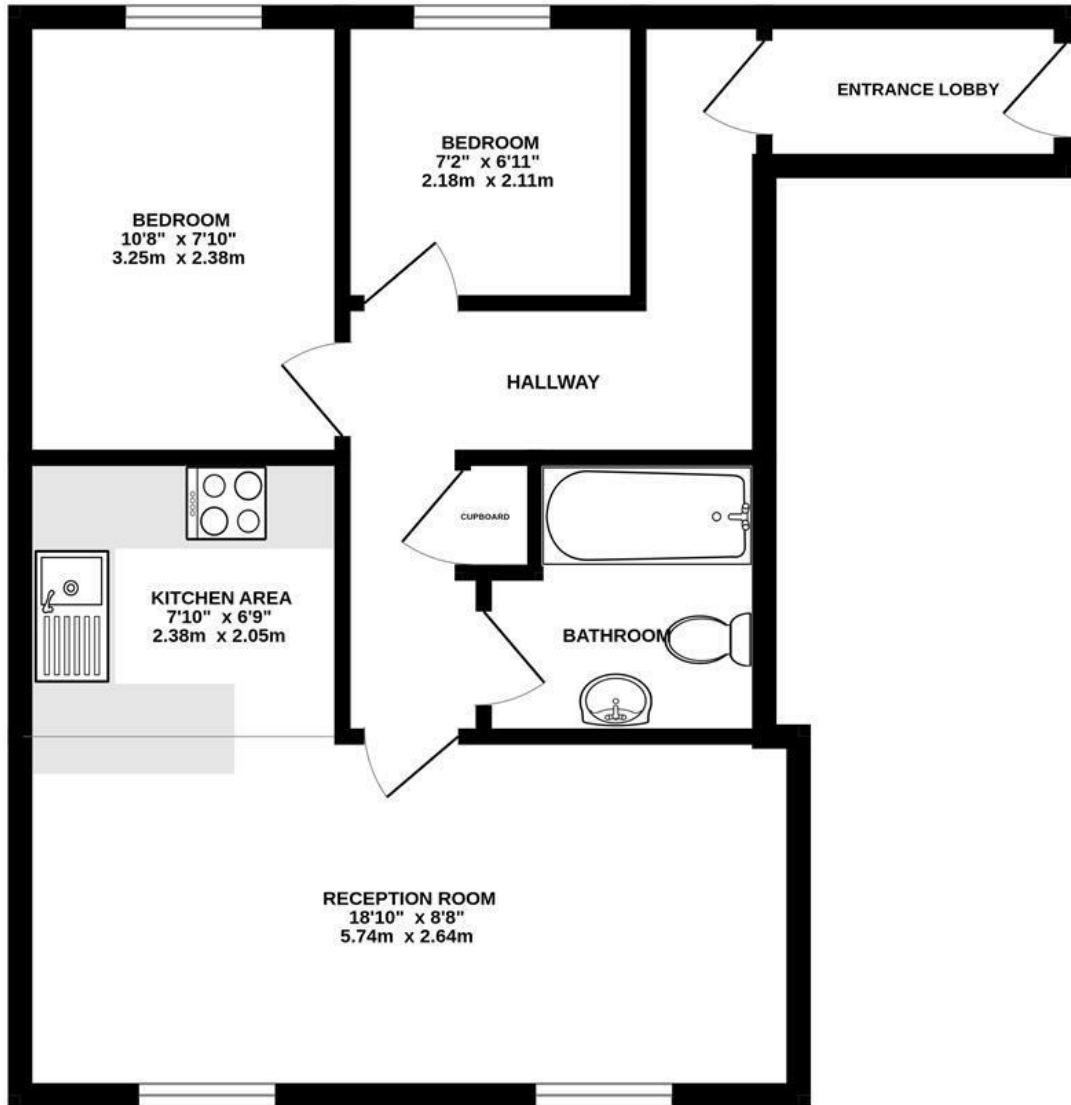 ENTRANCE LOBBY
BEDROOM
7'2" x 6'11"
2.18m x 2.11m
BEDROOM
10'8" x 7'10"
3.25m x 2.38m
HALLWAY
CUPBOARD
KITCHEN AREA
7'10" x 6'9"
2.38m x 2.05m
BATHROOM
RECEPTION ROOM
18'10" x 8'8"
5.74m x 2.64m